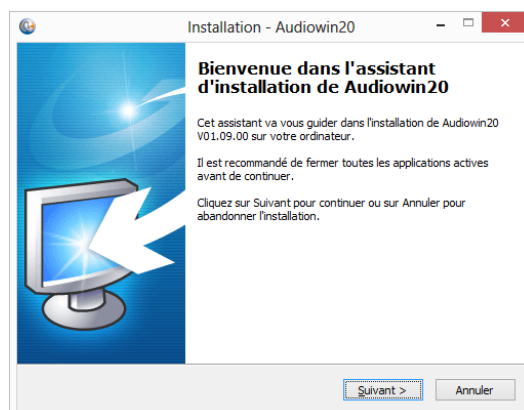 Installation - Audiowin20
Bienvenue dans l'assistant
d'installation de Audiowin20
Cet assistant va vous guider dans l'installation de Audiowin20
V01.09.00 sur votre ordinateur.
Il est recommandé de fermer toutes les applications actives
avant de continuer.
Cliquez sur Suivant pour continuer ou sur Annuler pour
abandonner l'installation.
Suivant >
Annuler